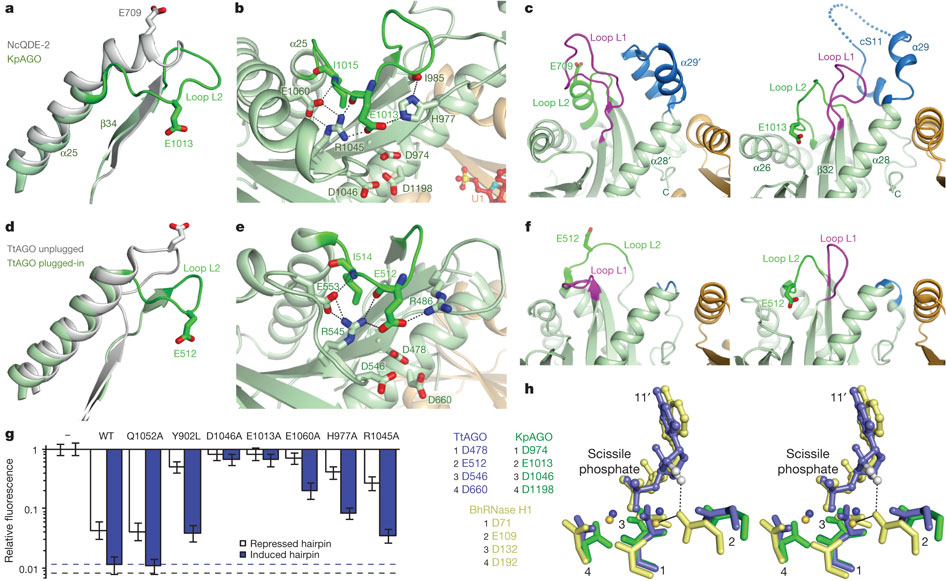 a
E709
NcQDE-2
KpAGO
Loop L2
β34
E1013
α25
b
α25
I1015
I985
E1060
E1013
H977
R1045
D974
D1046
D1198
U1
c
Loop L1
α29′
E709
Loop L2
α28′
C
cS11
α29
Loop L1
Loop L2
E1013
α26
β32
α28
C
d
TtAGO unplugged
TtAGO plugged-in
Loop L2
E512
e
I514
E512
E553
R486
R545
D478
D546
D660
f
E512
Loop L2
Loop L1
Loop L1
Loop L2
E512
g
– WT Q1052A Y902L D1046A E1013A E1060A H977A R1045A
Relative fluorescence
1
0.1
0.01
Repressed hairpin
Induced hairpin
TtAGO KpAGO
1 D478 1 D974
2 E512 2 E1013
3 D546 3 D1046
4 D660 4 D1198
BhRNase H1
1 D71
2 E109
3 D132
4 D192
h
11′
11′
Scissile
phosphate
Scissile
phosphate
3
2
4
1
3
2
4
1